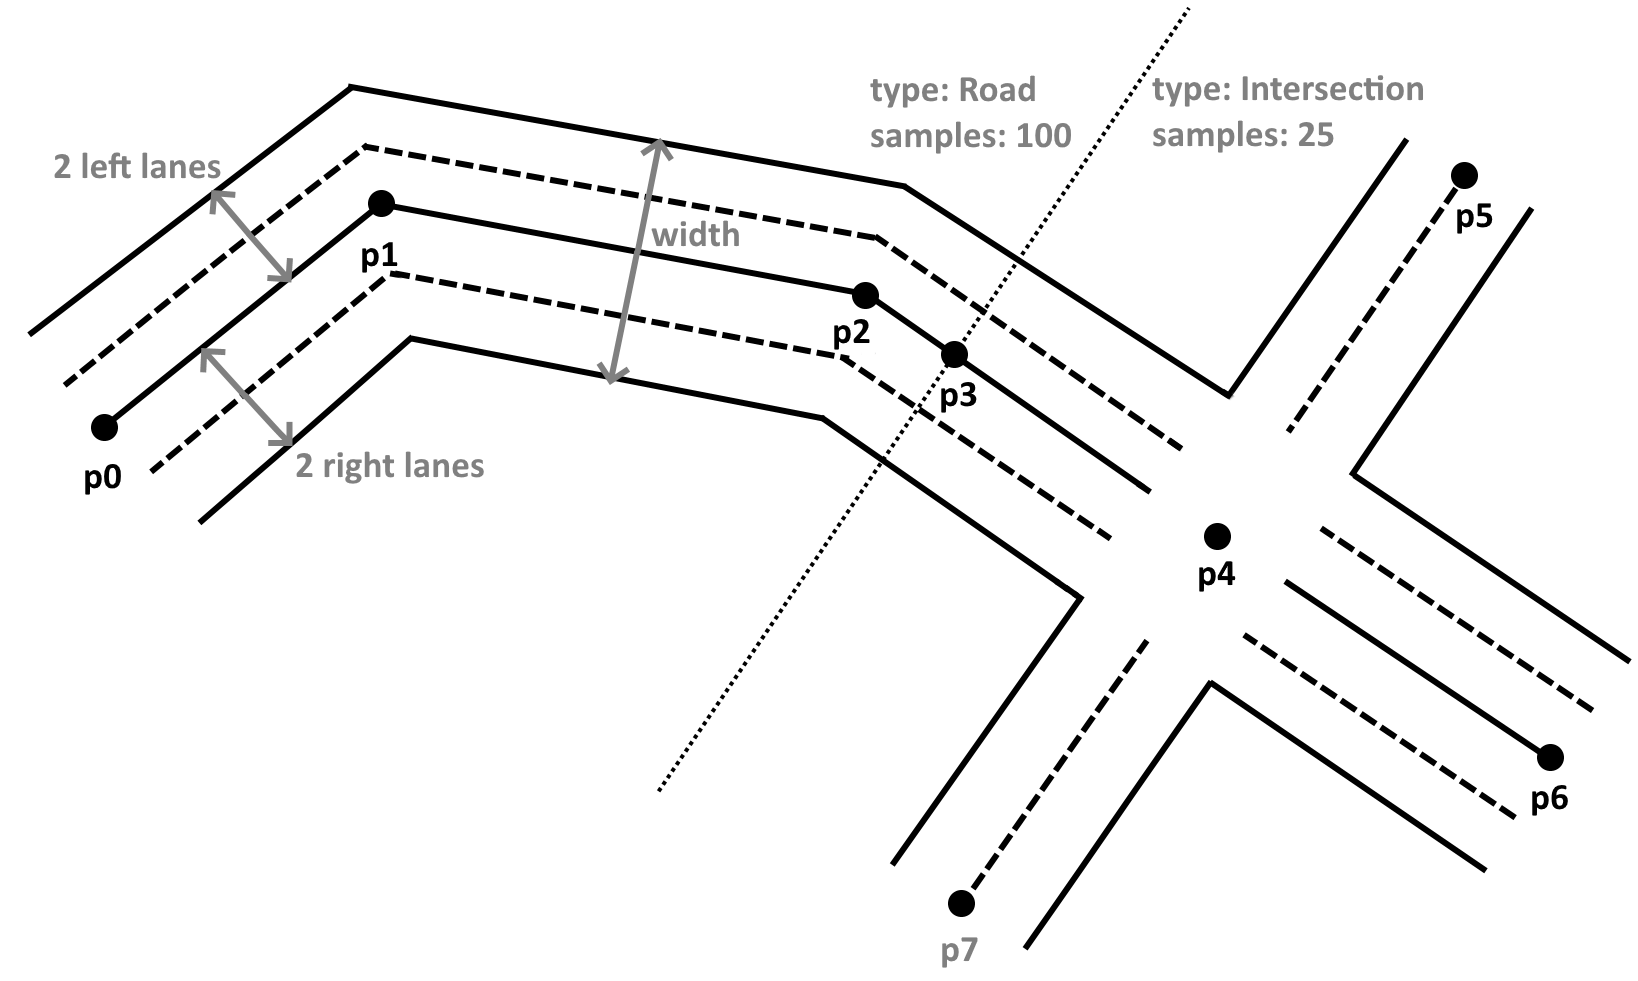 type: Road
samples: 100
type: Intersection
samples: 25
2 left lanes
width
p5
p1
p2
p3
2 right lanes
p0
p4
p6
p7